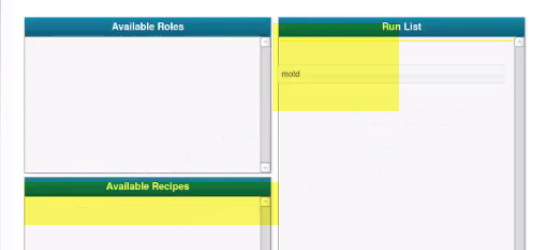 Available Roles
Run List
motd
Available Recipes